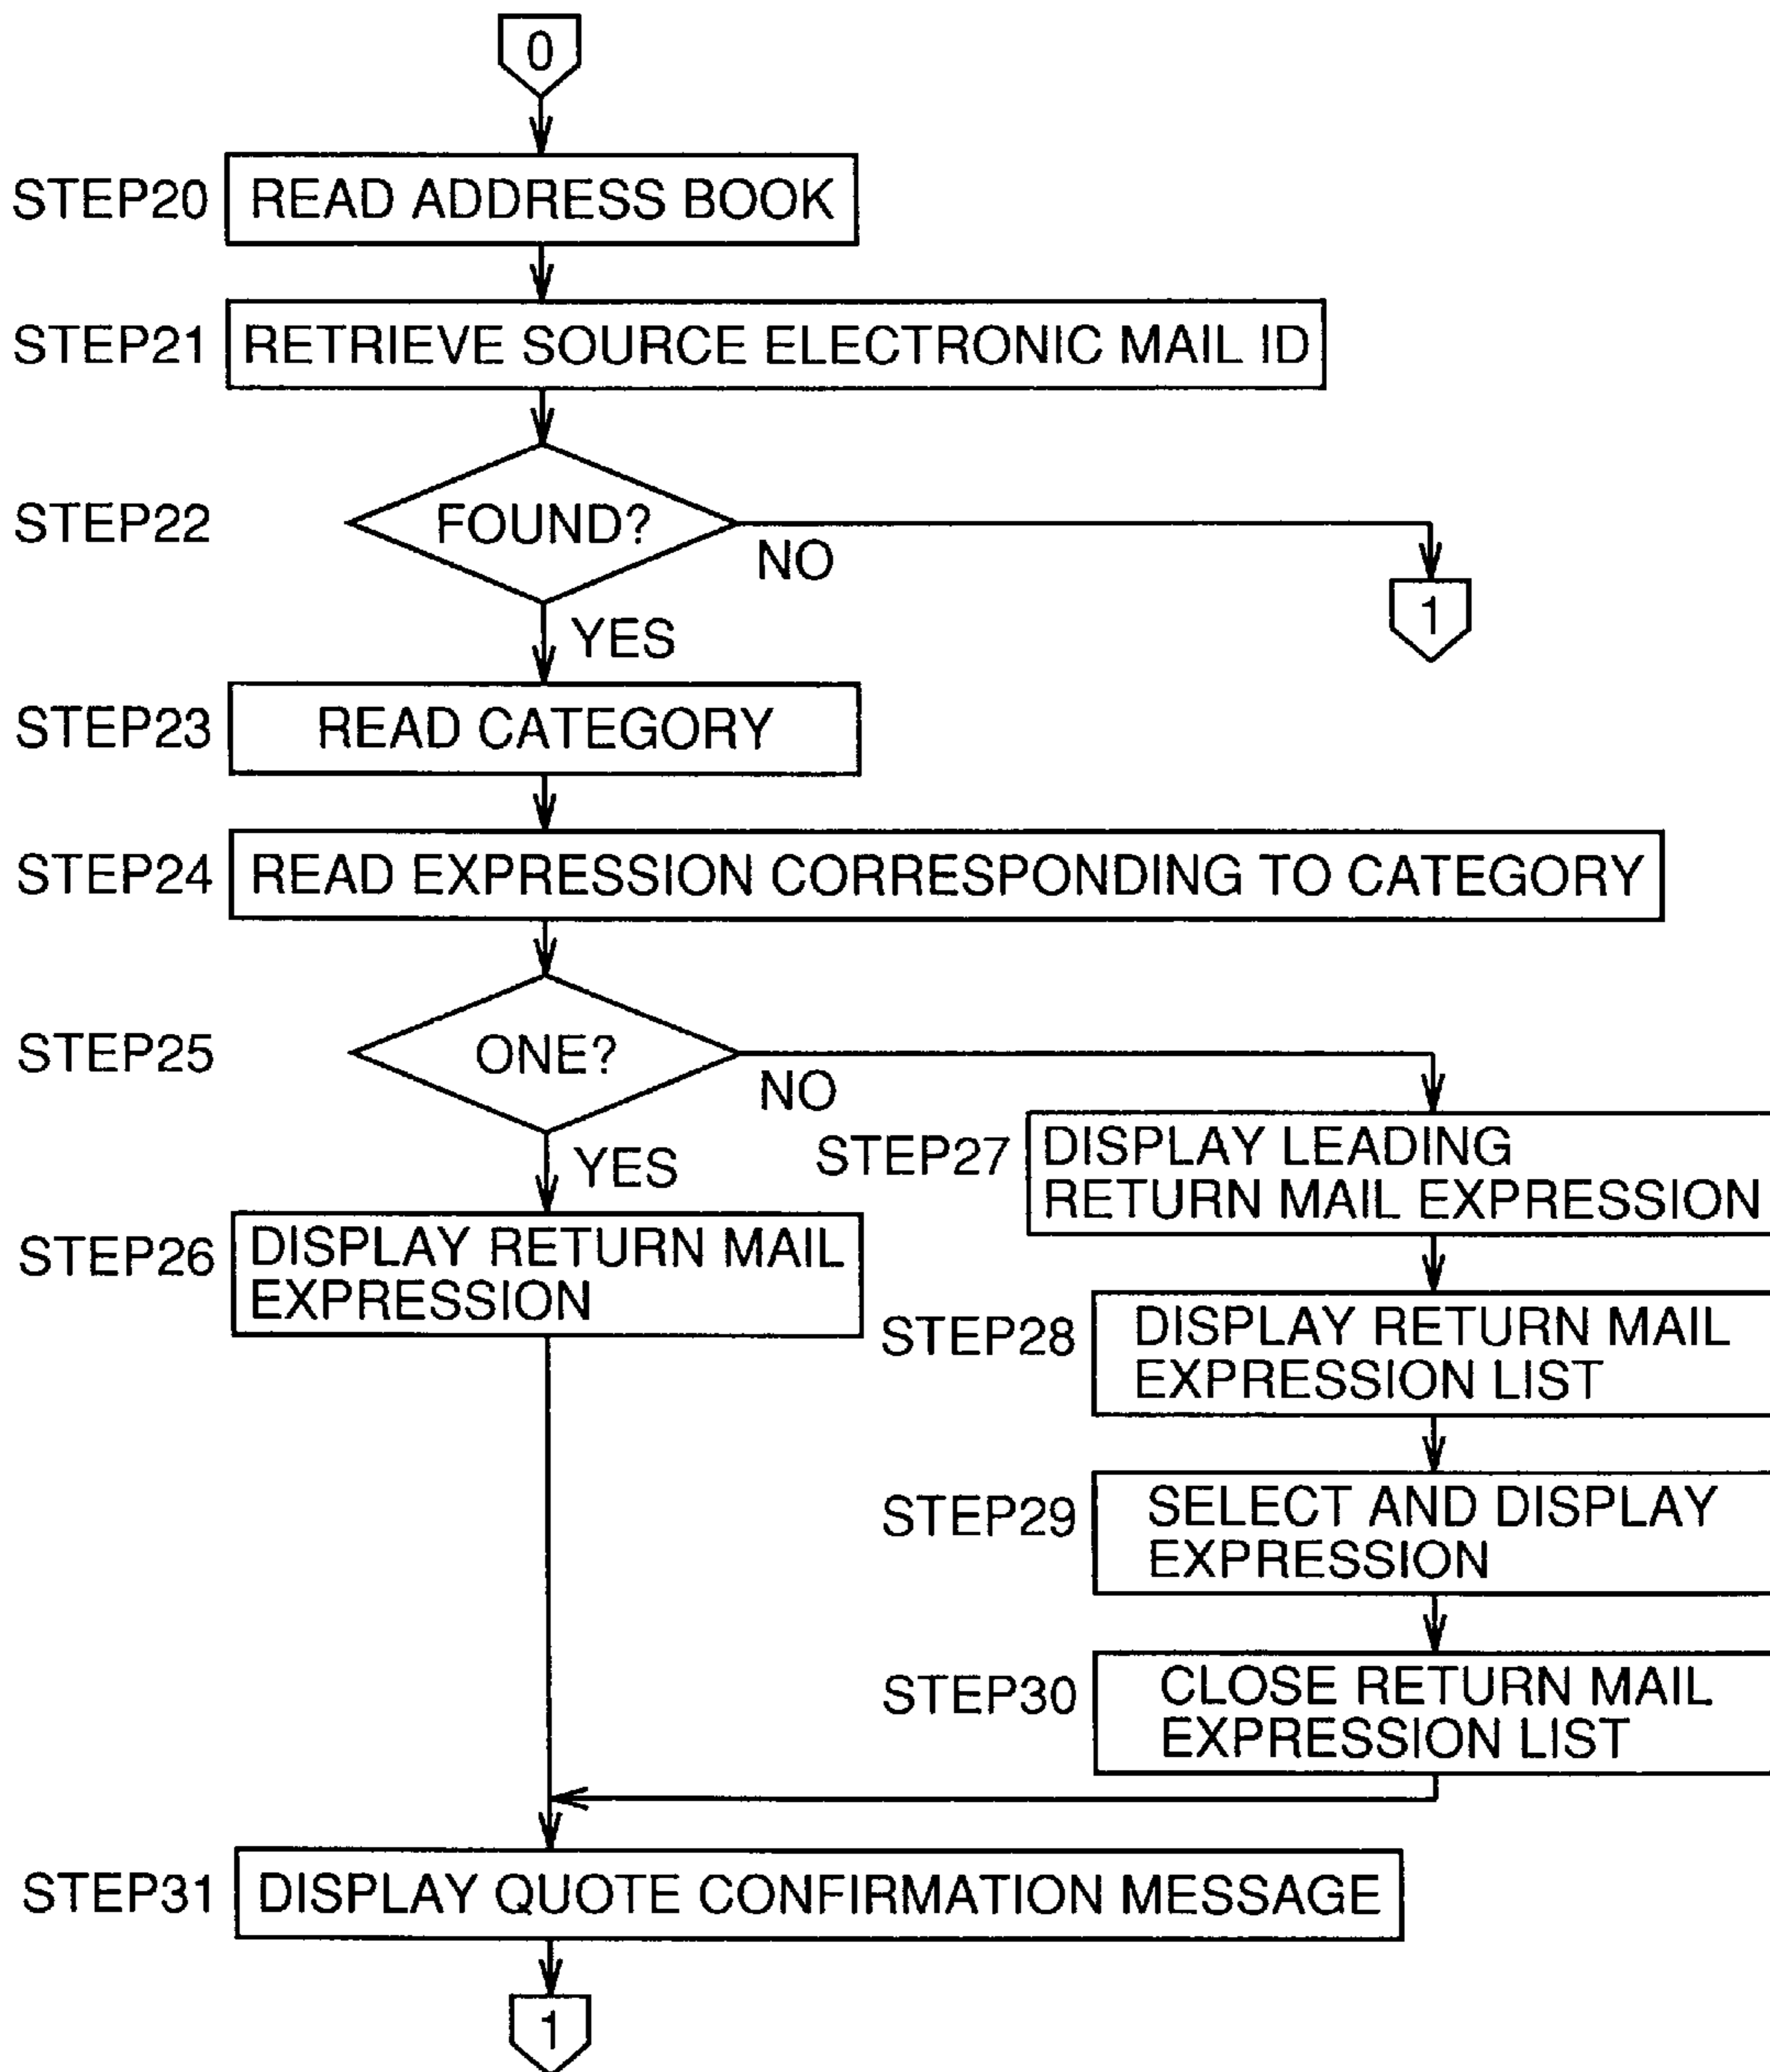 0
STEP20 READ ADDRESS BOOK
STEP21 RETRIEVE SOURCE ELECTRONIC MAIL ID
STEP22 FOUND?
NO
1
YES
STEP23 READ CATEGORY
STEP24 READ EXPRESSION CORRESPONDING TO CATEGORY
STEP25 ONE?
NO
YES
STEP26 DISPLAY RETURN MAIL
EXPRESSION
STEP27 DISPLAY LEADING
RETURN MAIL EXPRESSION
STEP28 DISPLAY RETURN MAIL
EXPRESSION LIST
STEP29 SELECT AND DISPLAY
EXPRESSION
STEP30 CLOSE RETURN MAIL
EXPRESSION LIST
STEP31 DISPLAY QUOTE CONFIRMATION MESSAGE
1